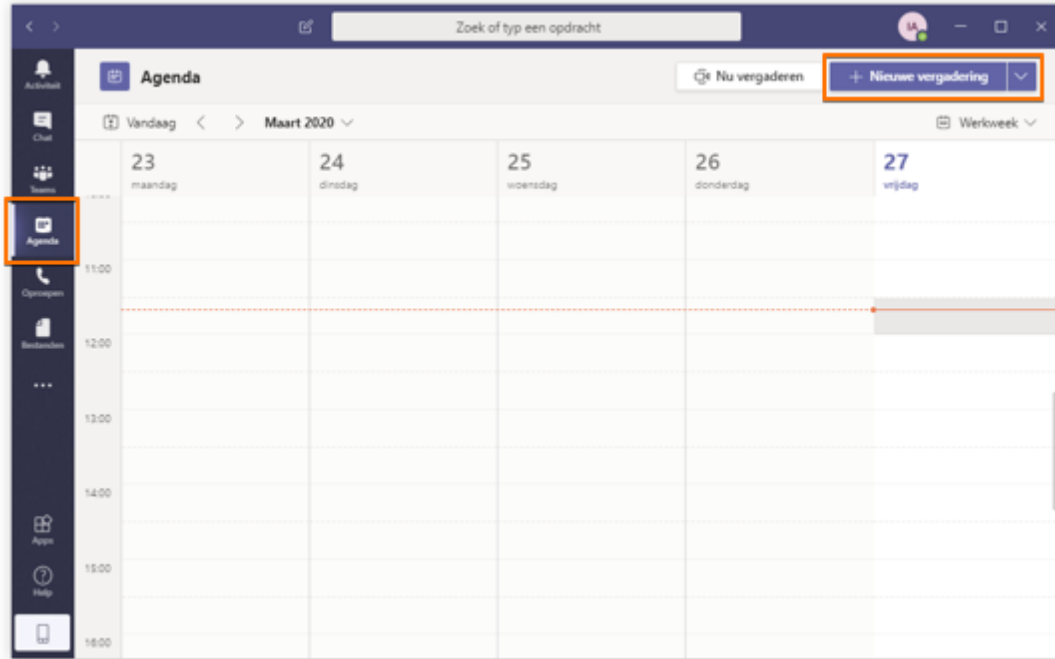 Zoek of typ een opdracht
IA
Activiteit
Agenda
Nu vergaderen
+ Nieuwe vergadering
Chat
Vandaag < > Maart 2020
Werkweek
Teams
23
maandag
24
dinsdag
25
woensdag
26
donderdag
27
vrijdag
Agenda
11:00
Oproepen
Bestanden
12:00
...
13:00
14:00
Apps
15:00
Help
16:00